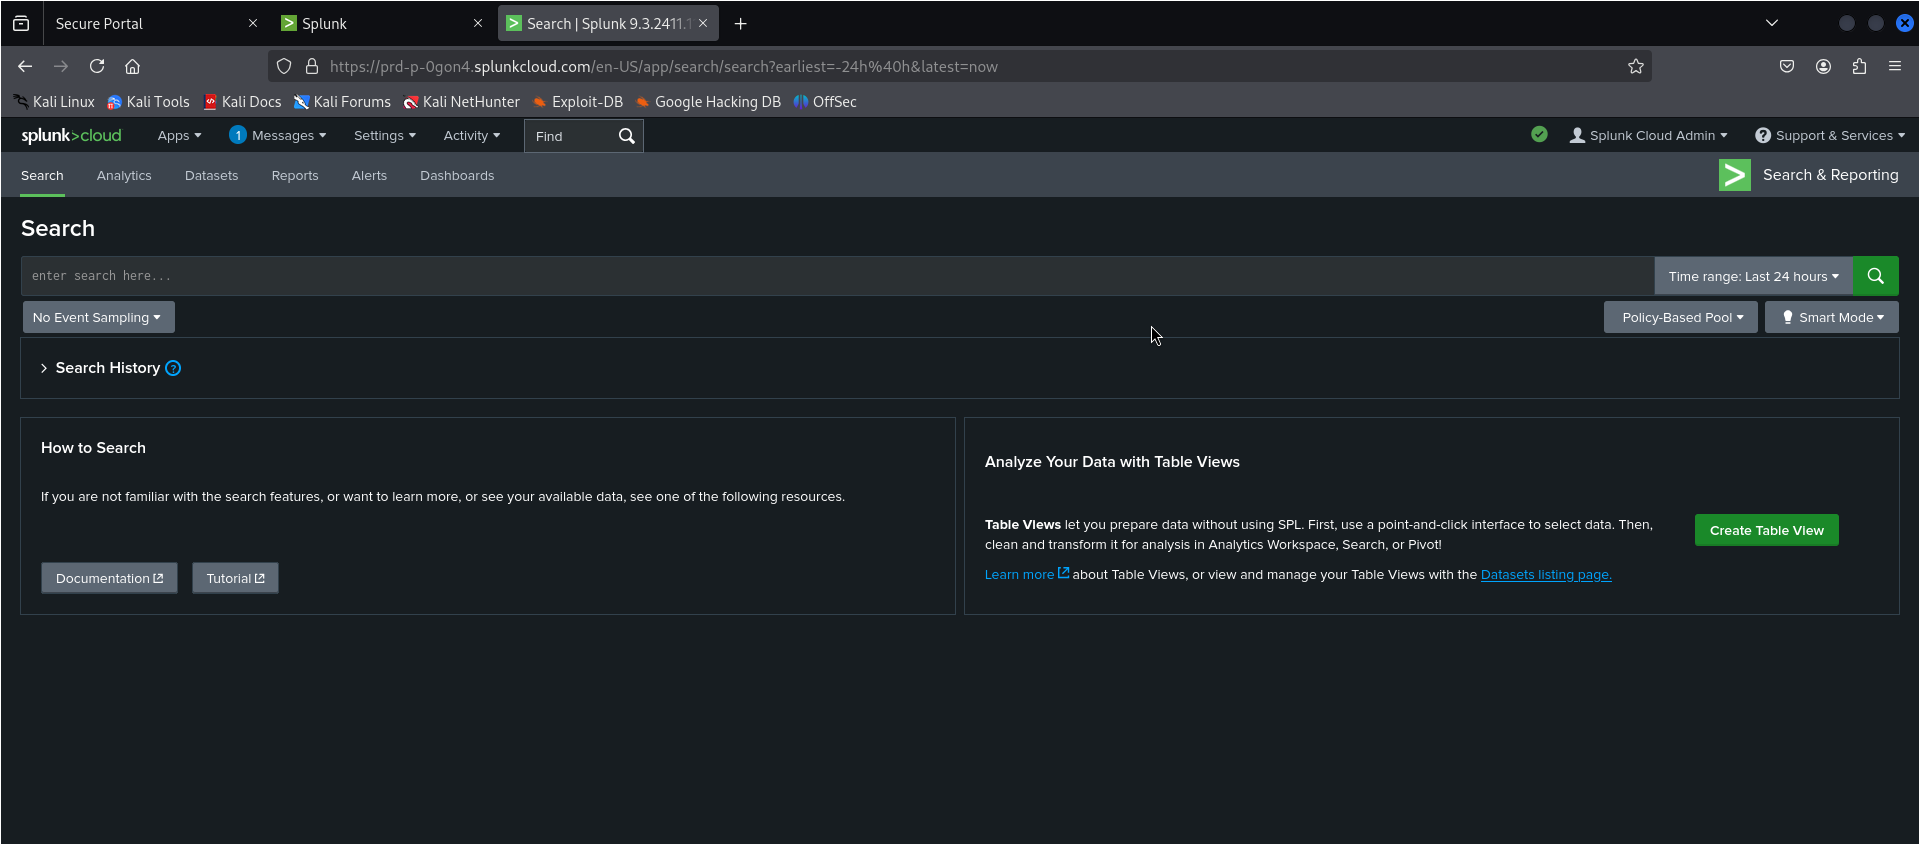 Secure Portal
Splunk
Search | Splunk 9.3.2411.1
https://prd-p-0gon4.splunkcloud.com/en-US/app/search/search?earliest=-24h%40h&latest=now
Kali Linux Kali Tools Kali Docs Kali Forums Kali NetHunter Exploit-DB Google Hacking DB OffSec
splunk>cloud Apps 1 Messages Settings Activity Find Splunk Cloud Admin ? Support & Services
Search Analytics Datasets Reports Alerts Dashboards > Search & Reporting
Search
enter search here... Time range: Last 24 hours
No Event Sampling Policy-Based Pool Smart Mode
Search History ?
How to Search
If you are not familiar with the search features, or want to learn more, or see your available data, see one of the following resources.
Documentation Tutorial
Analyze Your Data with Table Views
Table Views let you prepare data without using SPL. First, use a point-and-click interface to select data. Then,
clean and transform it for analysis in Analytics Workspace, Search, or Pivot!
Create Table View
Learn more about Table Views, or view and manage your Table Views with the Datasets listing page.